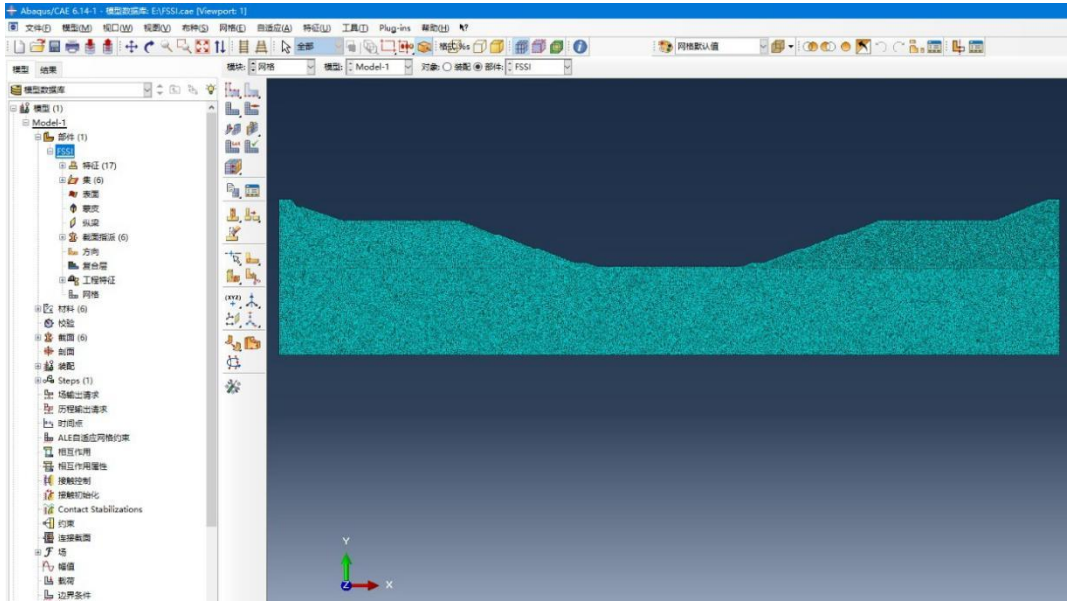 Abaqus/CAE 6.14-1 - 模型数据库: E:\FSSI.cae [Viewport: 1]
文件(F) 模型(M) 视口(W) 视图(V) 布种(S) 网格(E) 自适应(A) 特征(U) 工具(T) Plug-ins 帮助(H)
全部 网格默认值
模型 结果 模块: 网格 模型: Model-1 对象: 装配 部件: FSSI
模型数据库
模型 (1)
Model-1
部件 (1)
FSSI
特征 (17)
集 (6)
表面
蒙皮
纵梁
截面指派 (6)
方向
复合层
工程特征
网格
材料 (6)
校验
截面 (6)
剖面
装配
Steps (1)
场输出请求
历程输出请求
时间点
ALE自适应网格约束
相互作用
相互作用属性
接触控制
接触初始化
Contact Stabilizations
约束
连接截面
场
幅值
载荷
边界条件
(XYZ)
Y
Z X